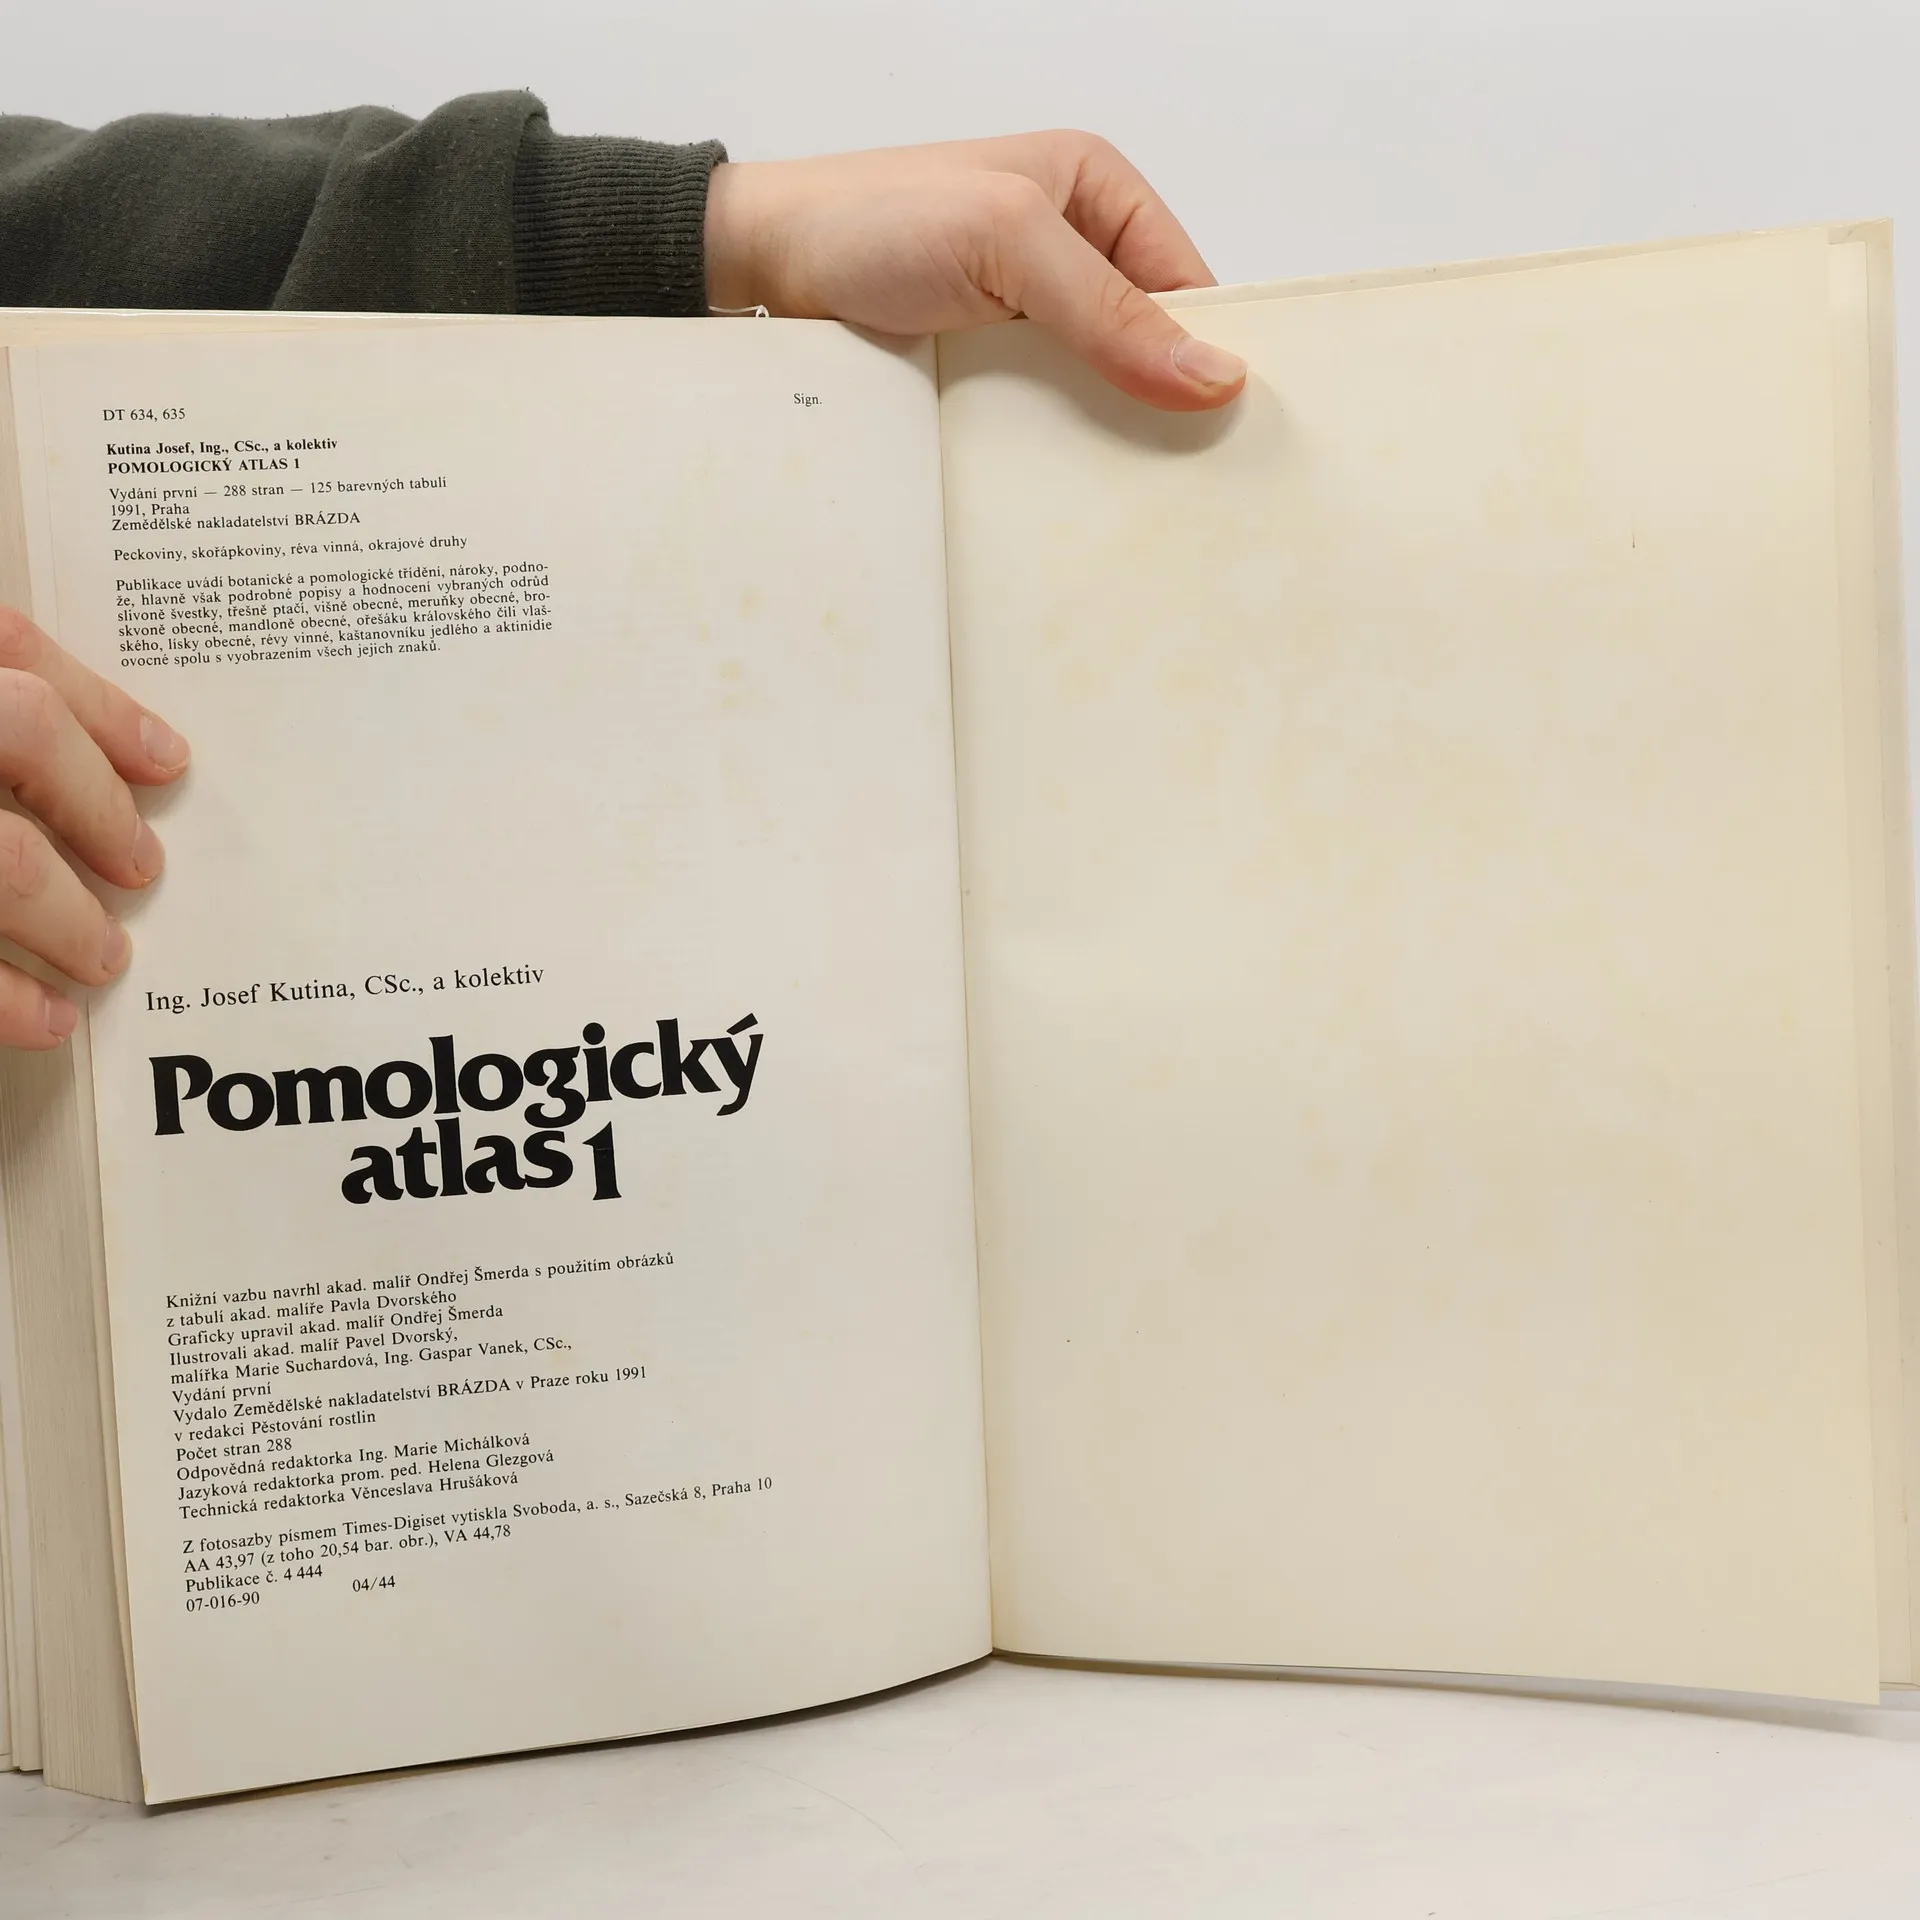 Sign.
DT 634, 635
Kutina Josef, Ing., CSc., a kolektiv
POMOLOGICKÝ ATLAS 1
Vydání první — 288 stran — 125 barevných tabulí
1991, Praha
Zemědělské nakladatelství BRÁZDA
Peckoviny, skořápkoviny, réva vinná, okrajové druhy
Publikace uvádí botanické a pomologické třídění, nároky, podno-
že, hlavně však podrobné popisy a hodnocení vybraných odrůd
slivoně švestky, třešně ptačí, višně obecné, meruňky obecné, bro-
skvoně obecné, mandloně obecné, ořešáku královského čili vlaš-
ského, lísky obecné, révy vinné, kaštanovníku jedlého a aktinidie
ovocné spolu s vyobrazením všech jejich znaků.
Ing. Josef Kutina, CSc., a kolektiv
Pomologický
atlas 1
Knižní vazbu navrhl akad. malíř Ondřej Šmerda s použitím obrázků
z tabulí akad. malíře Pavla Dvorského
Graficky upravil akad. malíř Ondřej Šmerda
Ilustrovali akad. malíř Pavel Dvorský,
malířka Marie Suchardová, Ing. Gaspar Vanek, CSc.,
Vydání první
Vydalo Zemědělské nakladatelství BRÁZDA v Praze roku 1991
v redakci Pěstování rostlin
Počet stran 288
Odpovědná redaktorka Ing. Marie Michálková
Jazyková redaktorka prom. ped. Helena Glezgová
Technická redaktorka Věnceslava Hrušáková
Z fotosazby písmem Times-Digiset vytiskla Svoboda, a. s., Sazečská 8, Praha 10
AA 43,97 (z toho 20,54 bar. obr.), VA 44,78
Publikace č. 4 444
07-016-90 04/44